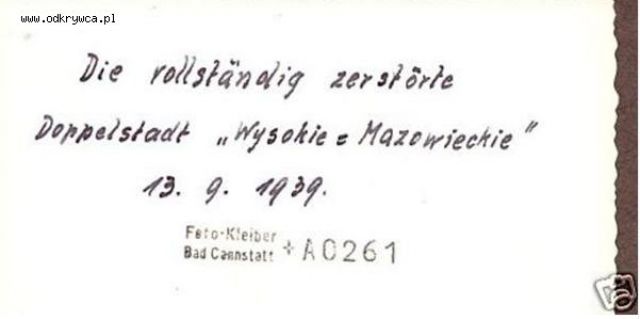 www.odkrywca.pl
Die vollständig zerstörte
Doppelstadt „Wysokie = Mazowieckie"
13. 9. 1939.
Foto-Kleiber
Bad Cannstatt + A0261